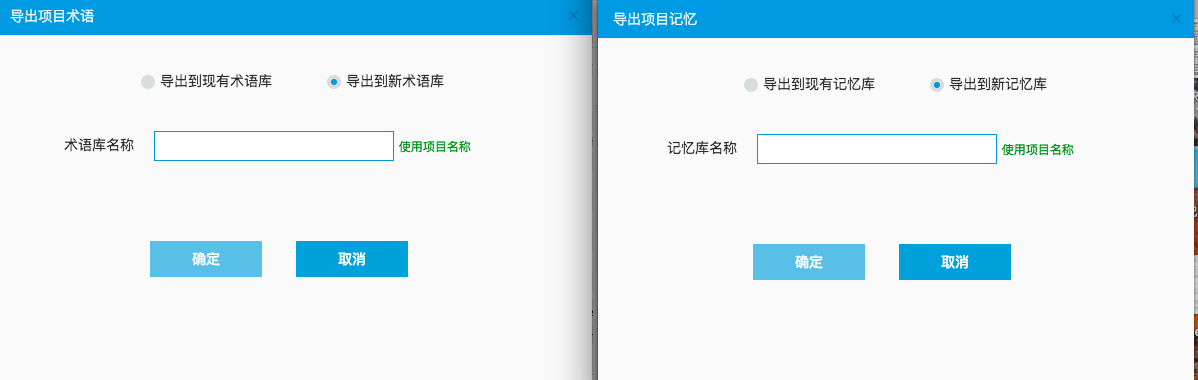 导出项目术语
导出到现有术语库 导出到新术语库
术语库名称 使用项目名称
确定 取消
导出项目记忆
导出到现有记忆库 导出到新记忆库
记忆库名称 使用项目名称
确定 取消